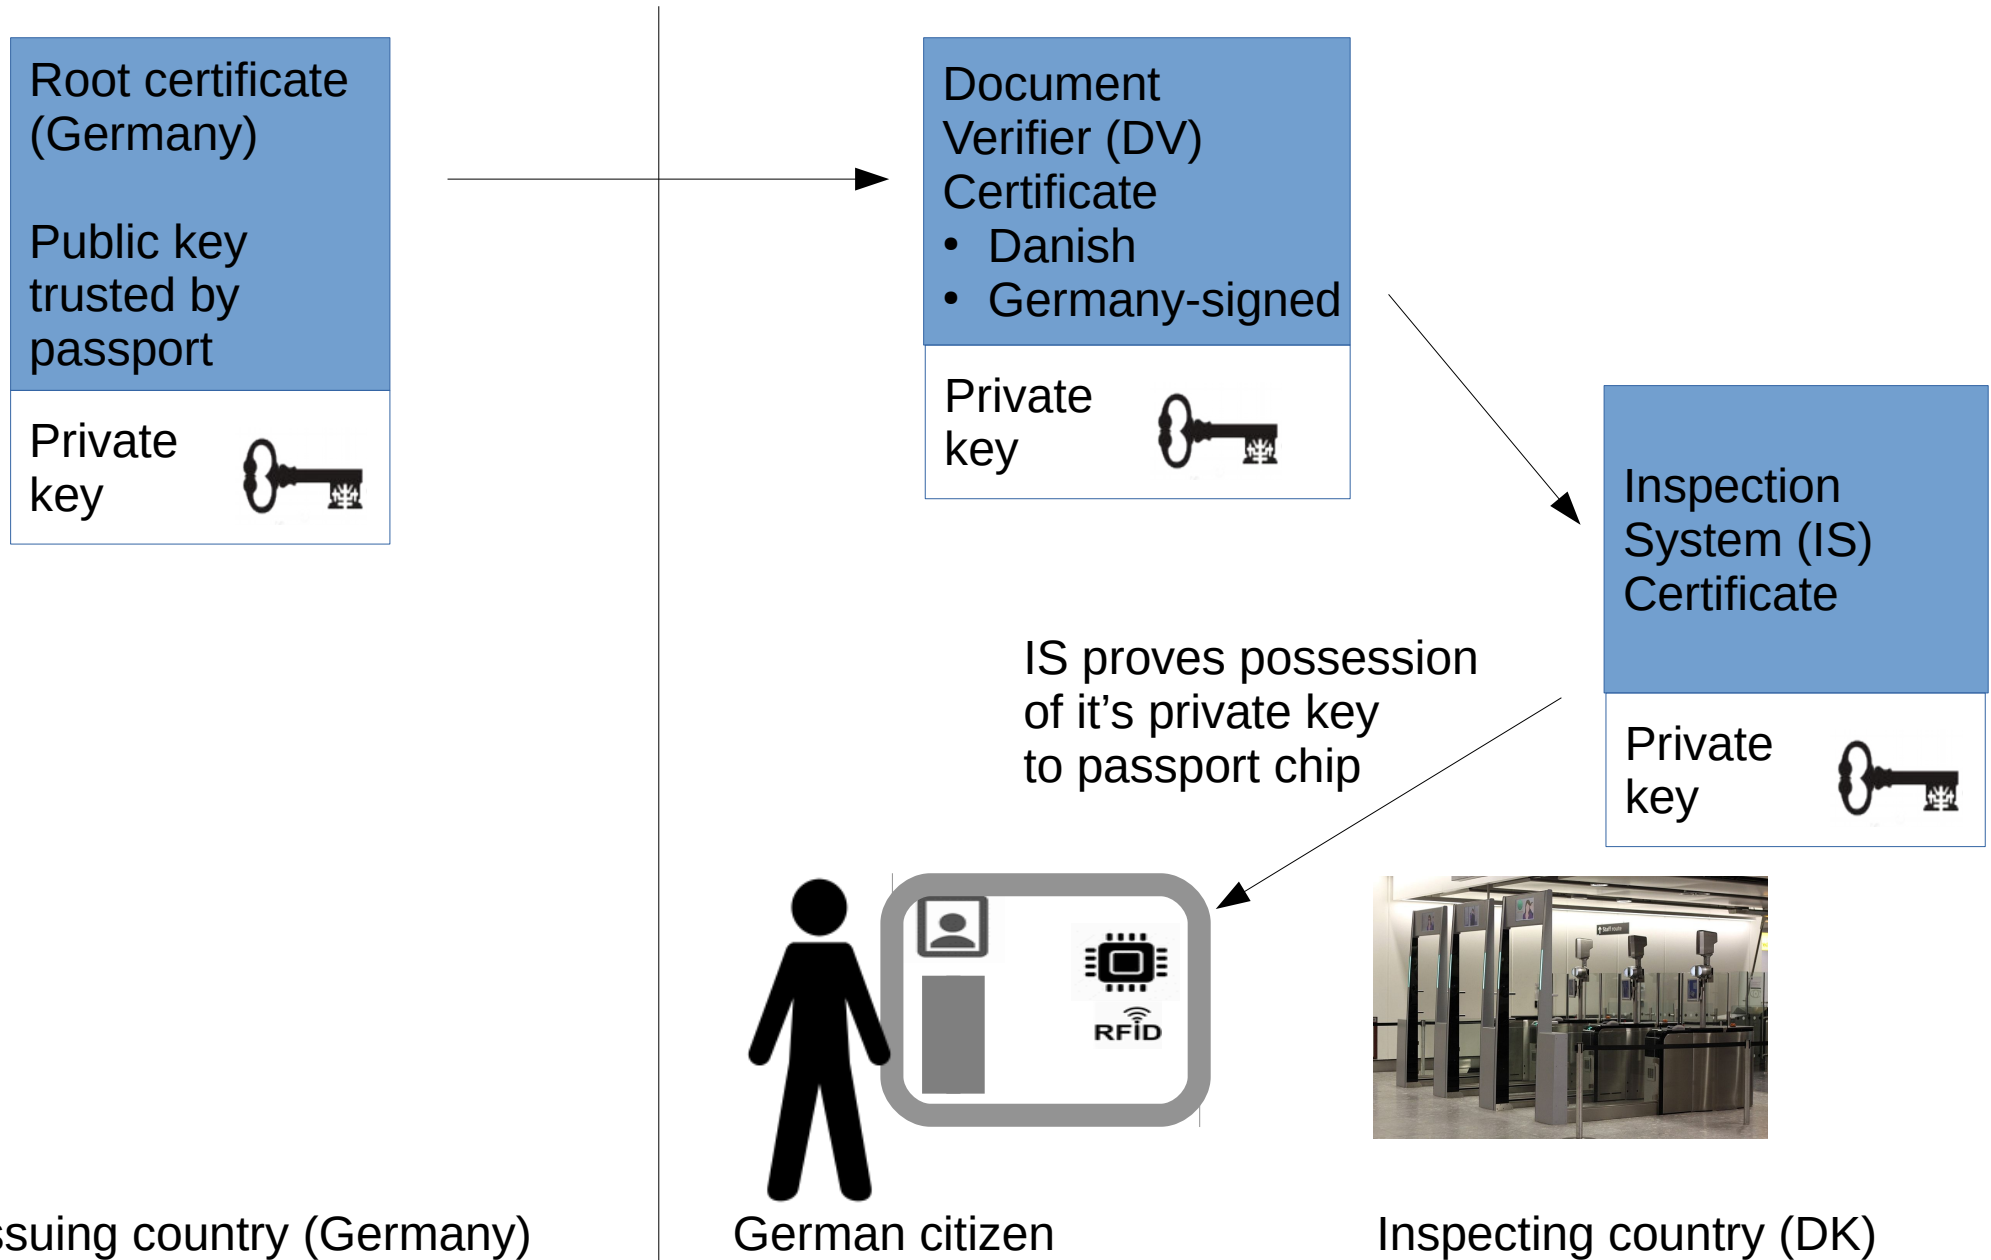 Root certificate
(Germany)
Public key
trusted by
passport
Private
key
Document
Verifier (DV)
Certificate
• Danish
• Germany-signed
Private
key
Inspection
System (IS)
Certificate
Private
key
IS proves possession
of it’s private key
to passport chip
RFID
ssuing country (Germany)
German citizen
Inspecting country (DK)